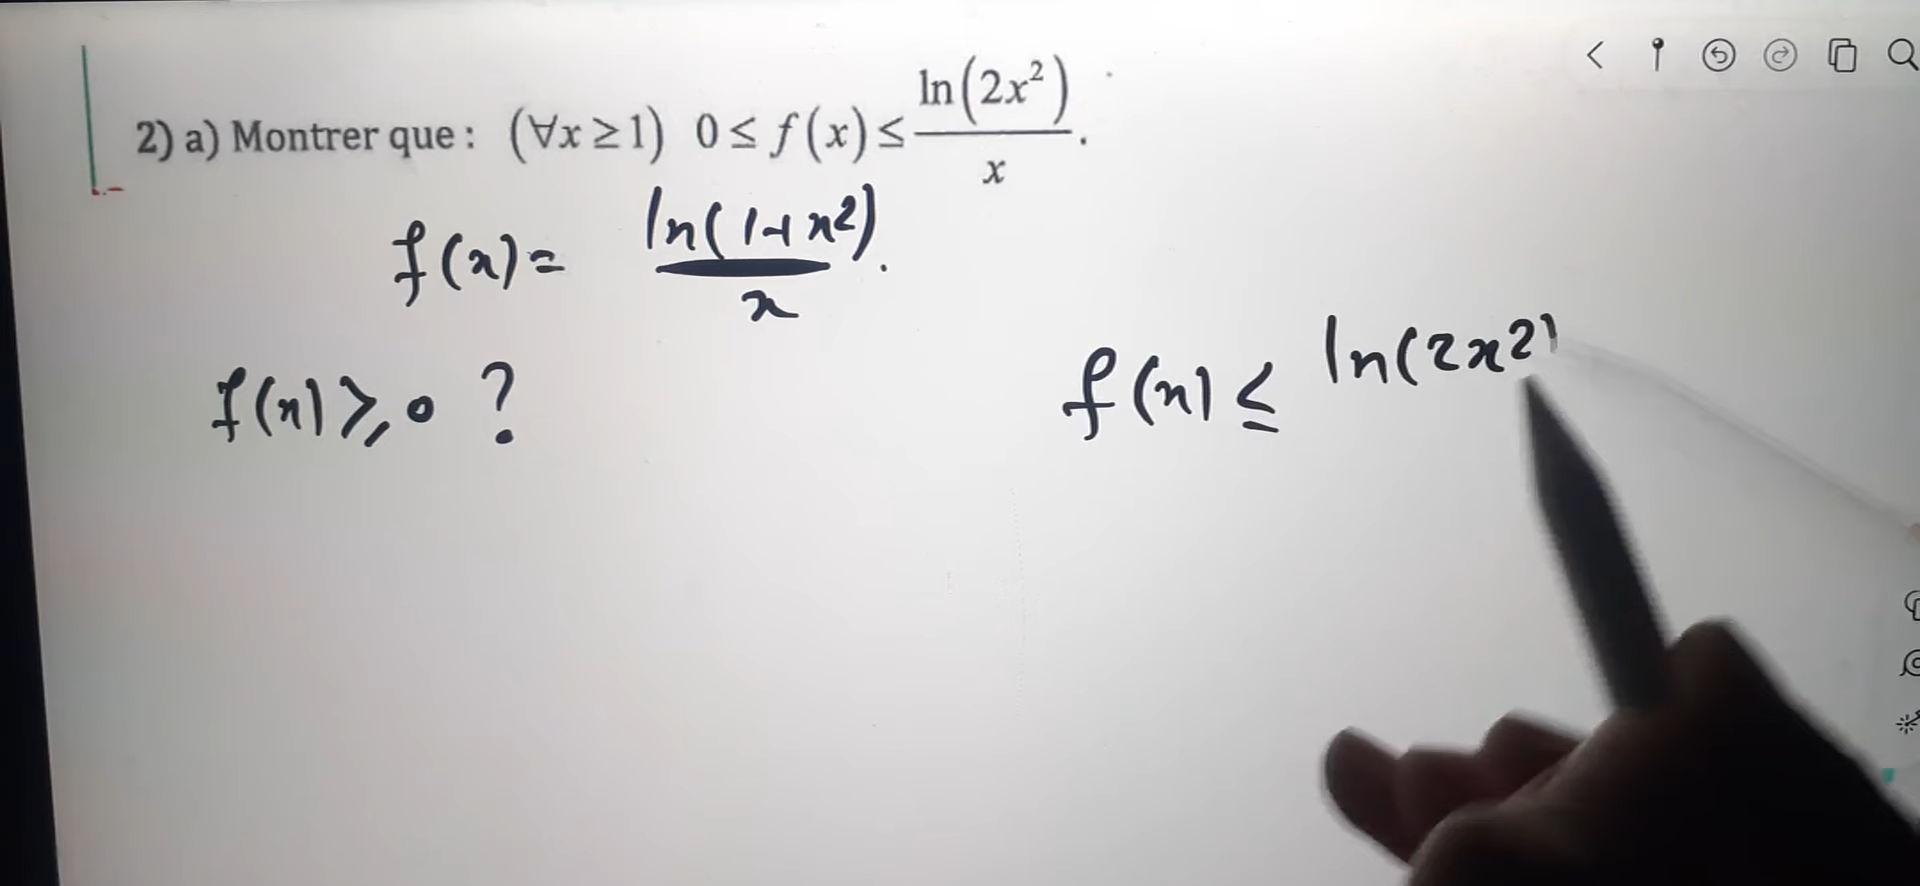 2) a) Montrer que : (∀x ≥ 1) 0 ≤ f(x) ≤ ln(2x²)/x .
f(x) = ln(1+x²)/x .
f(x) ≥ 0 ?
f(x) ≤ ln(2x²)